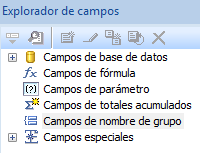 Explorador de campos
Campos de base de datos
fx Campos de fórmula
[?] Campos de parámetro
Campos de totales acumulados
Campos de nombre de grupo
Campos especiales